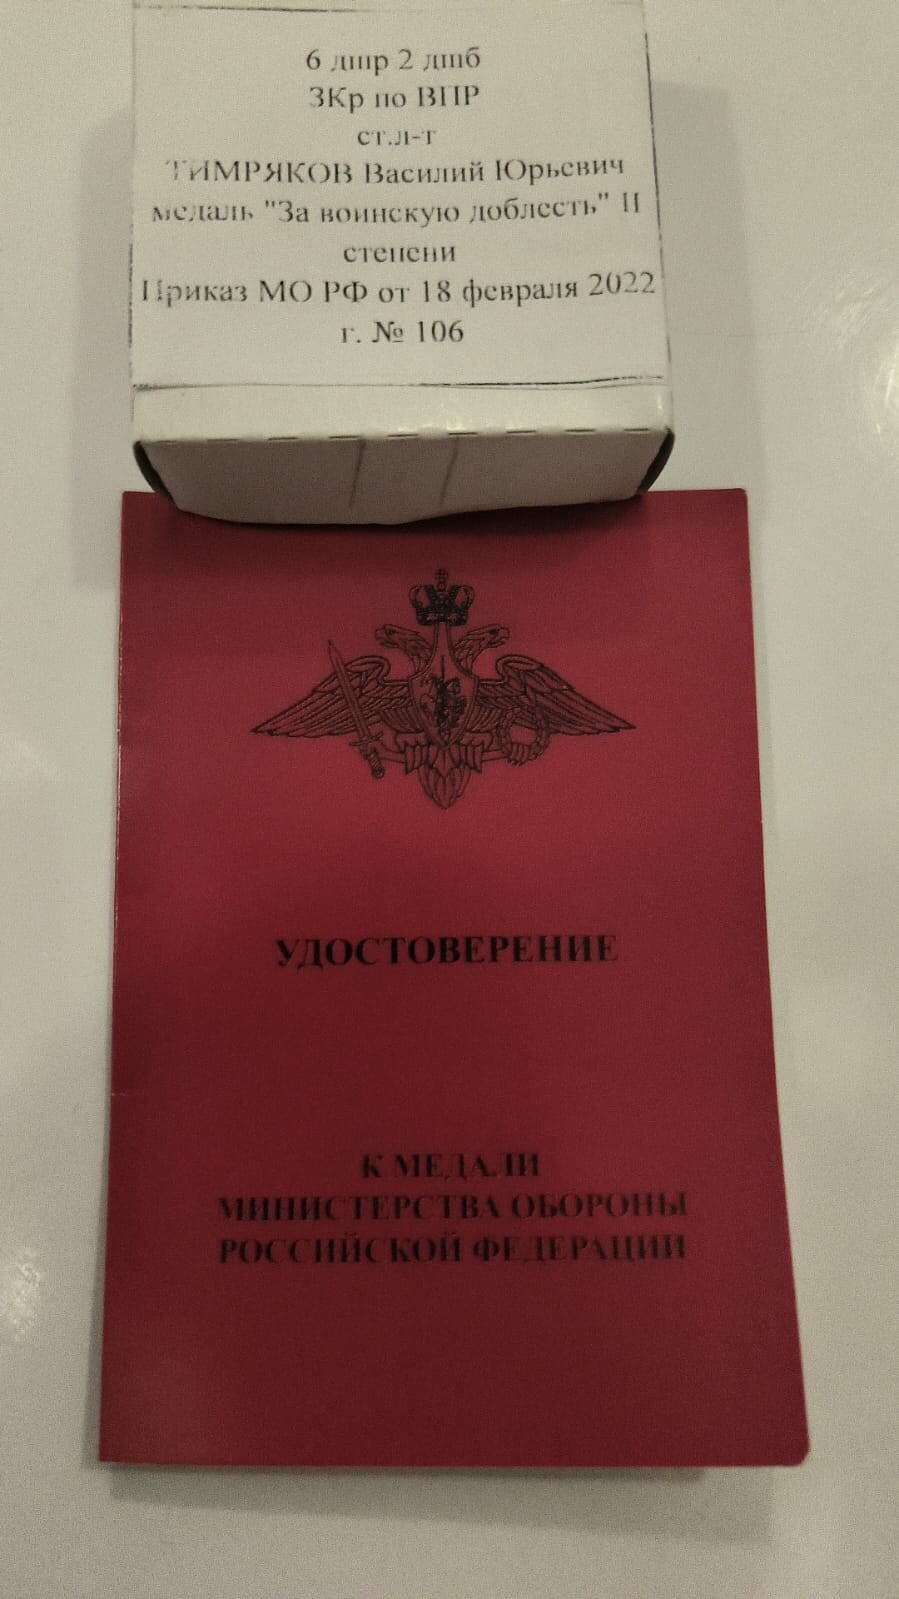 6 дшр 2 дшб
ЗКр по ВПР
ст.л-т
ТИМРЯКОВ Василий Юрьевич
медаль "За воинскую доблесть" II
степени
Приказ МО РФ от 18 февраля 2022
г. № 106
УДОСТОВЕРЕНИЕ
К МЕДАЛИ
МИНИСТЕРСТВА ОБОРОНЫ
РОССИЙСКОЙ ФЕДЕРАЦИИ